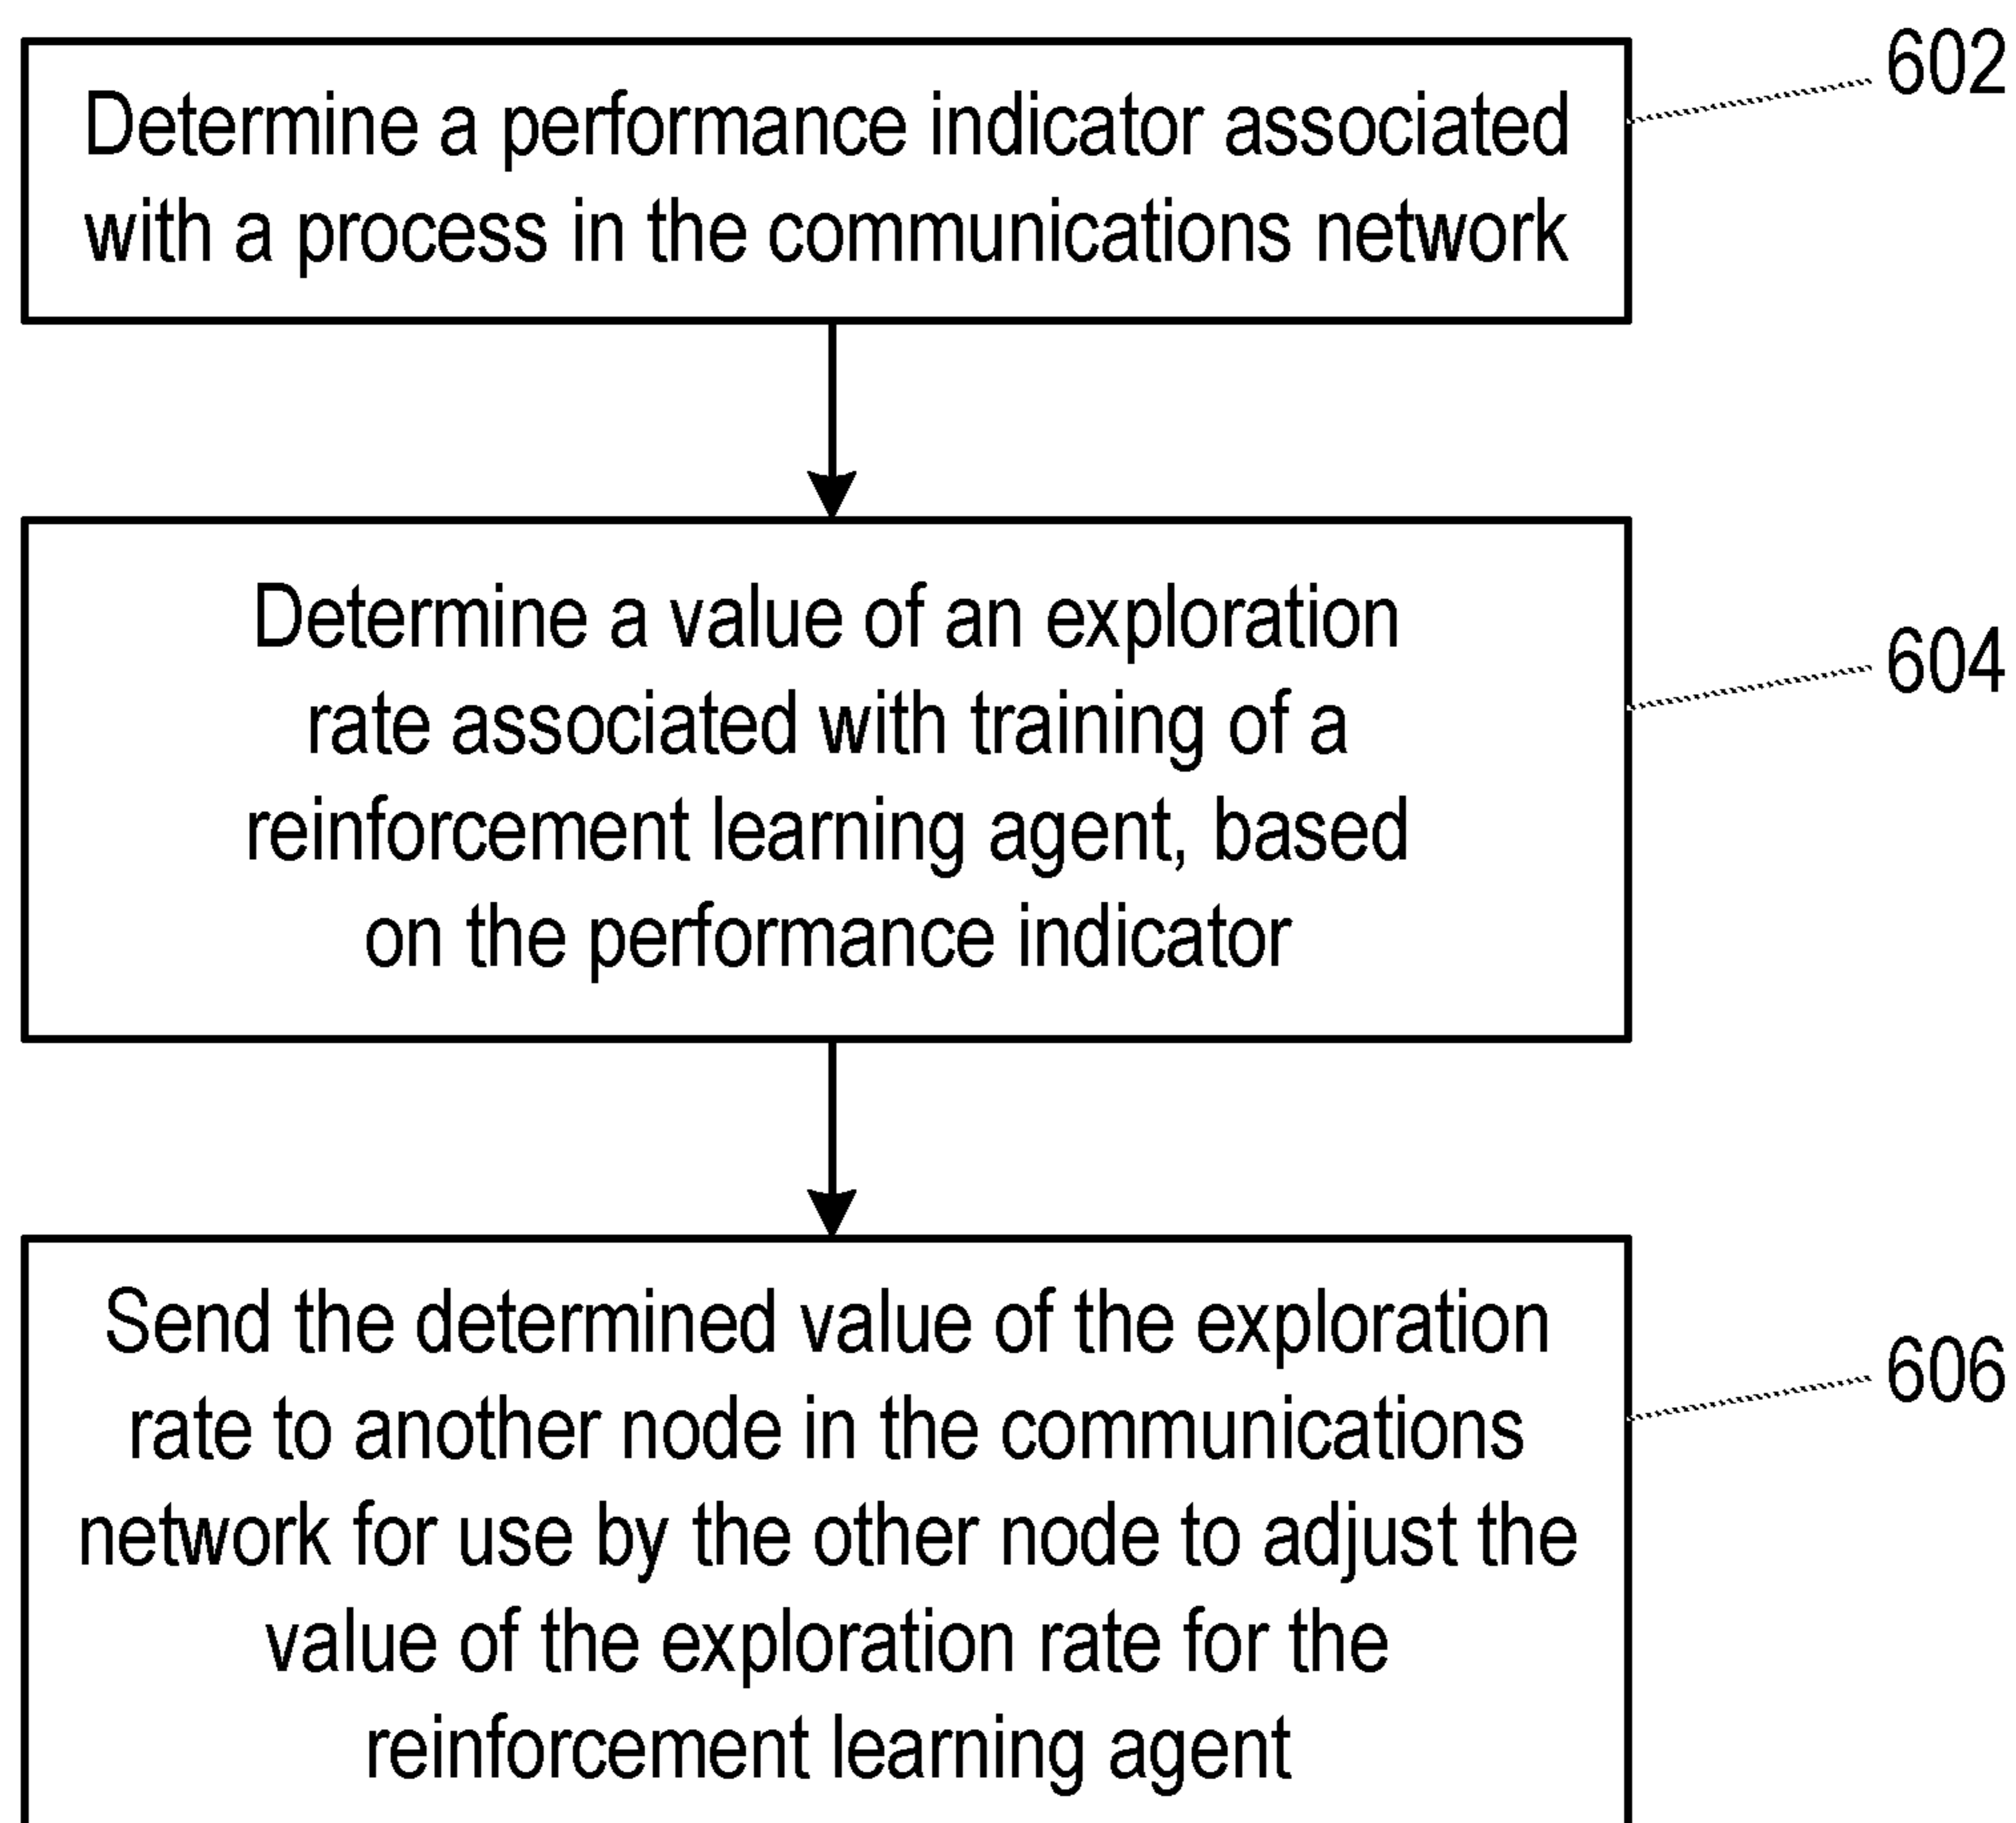 602
Determine a performance indicator associated
with a process in the communications network
604
Determine a value of an exploration
rate associated with training of a
reinforcement learning agent, based
on the performance indicator
606
Send the determined value of the exploration
rate to another node in the communications
network for use by the other node to adjust the
value of the exploration rate for the
reinforcement learning agent